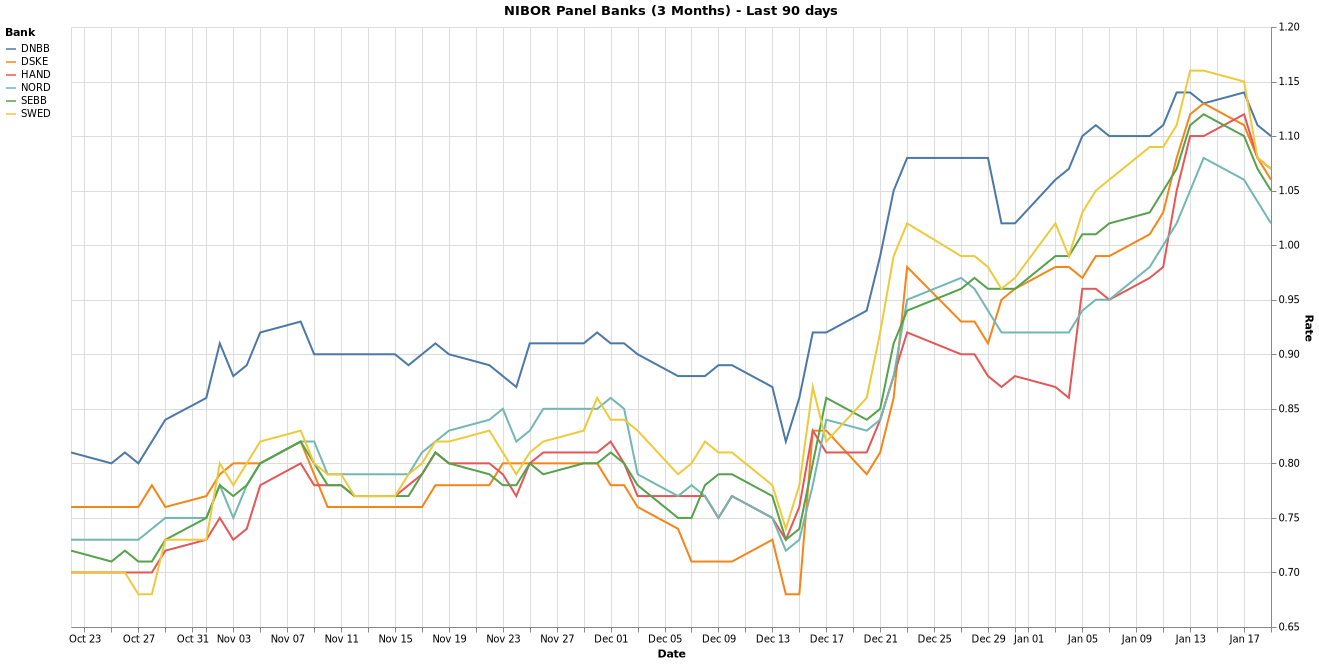 NIBOR Panel Banks (3 Months) - Last 90 days
Bank
DNBB
DSKE
HAND
NORD
SEBB
SWED
1.20
1.15
1.10
1.05
1.00
0.95
0.90
0.85
0.80
0.75
0.70
0.65
Rate
Oct 23 Oct 27 Oct 31 Nov 03 Nov 07 Nov 11 Nov 15 Nov 19 Nov 23 Nov 27 Dec 01 Dec 05 Dec 09 Dec 13 Dec 17 Dec 21 Dec 25 Dec 29 Jan 01 Jan 05 Jan 09 Jan 13 Jan 17
Date